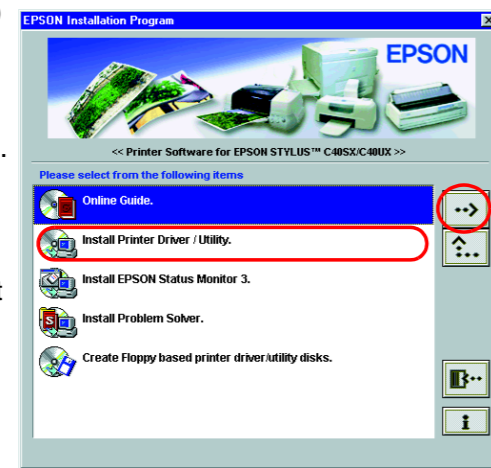 EPSON Installation Program
EPSON
<< Printer Software for EPSON STYLUS™ C40SX/C40UX >>
Please select from the following items
Online Guide.
Install Printer Driver / Utility.
Install EPSON Status Monitor 3.
Install Problem Solver.
Create Floppy based printer driver/utility disks.